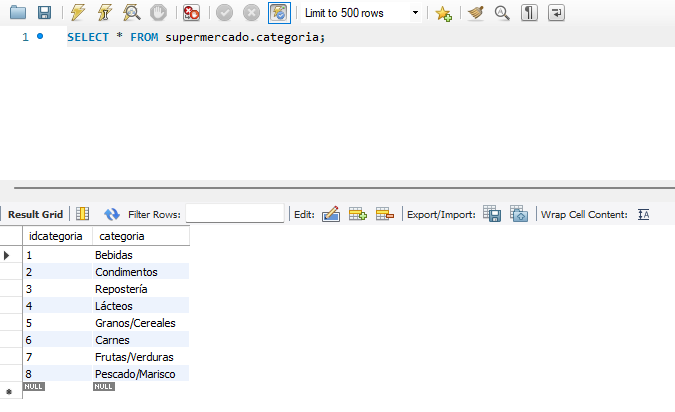 Limit to 500 rows
1 SELECT * FROM supermercado.categoria;
Result Grid Filter Rows: Edit: Export/Import: Wrap Cell Content: IA
idcategoria categoria
1 Bebidas
2 Condimentos
3 Repostería
4 Lácteos
5 Granos/Cereales
6 Carnes
7 Frutas/Verduras
8 Pescado/Marisco
NULL NULL